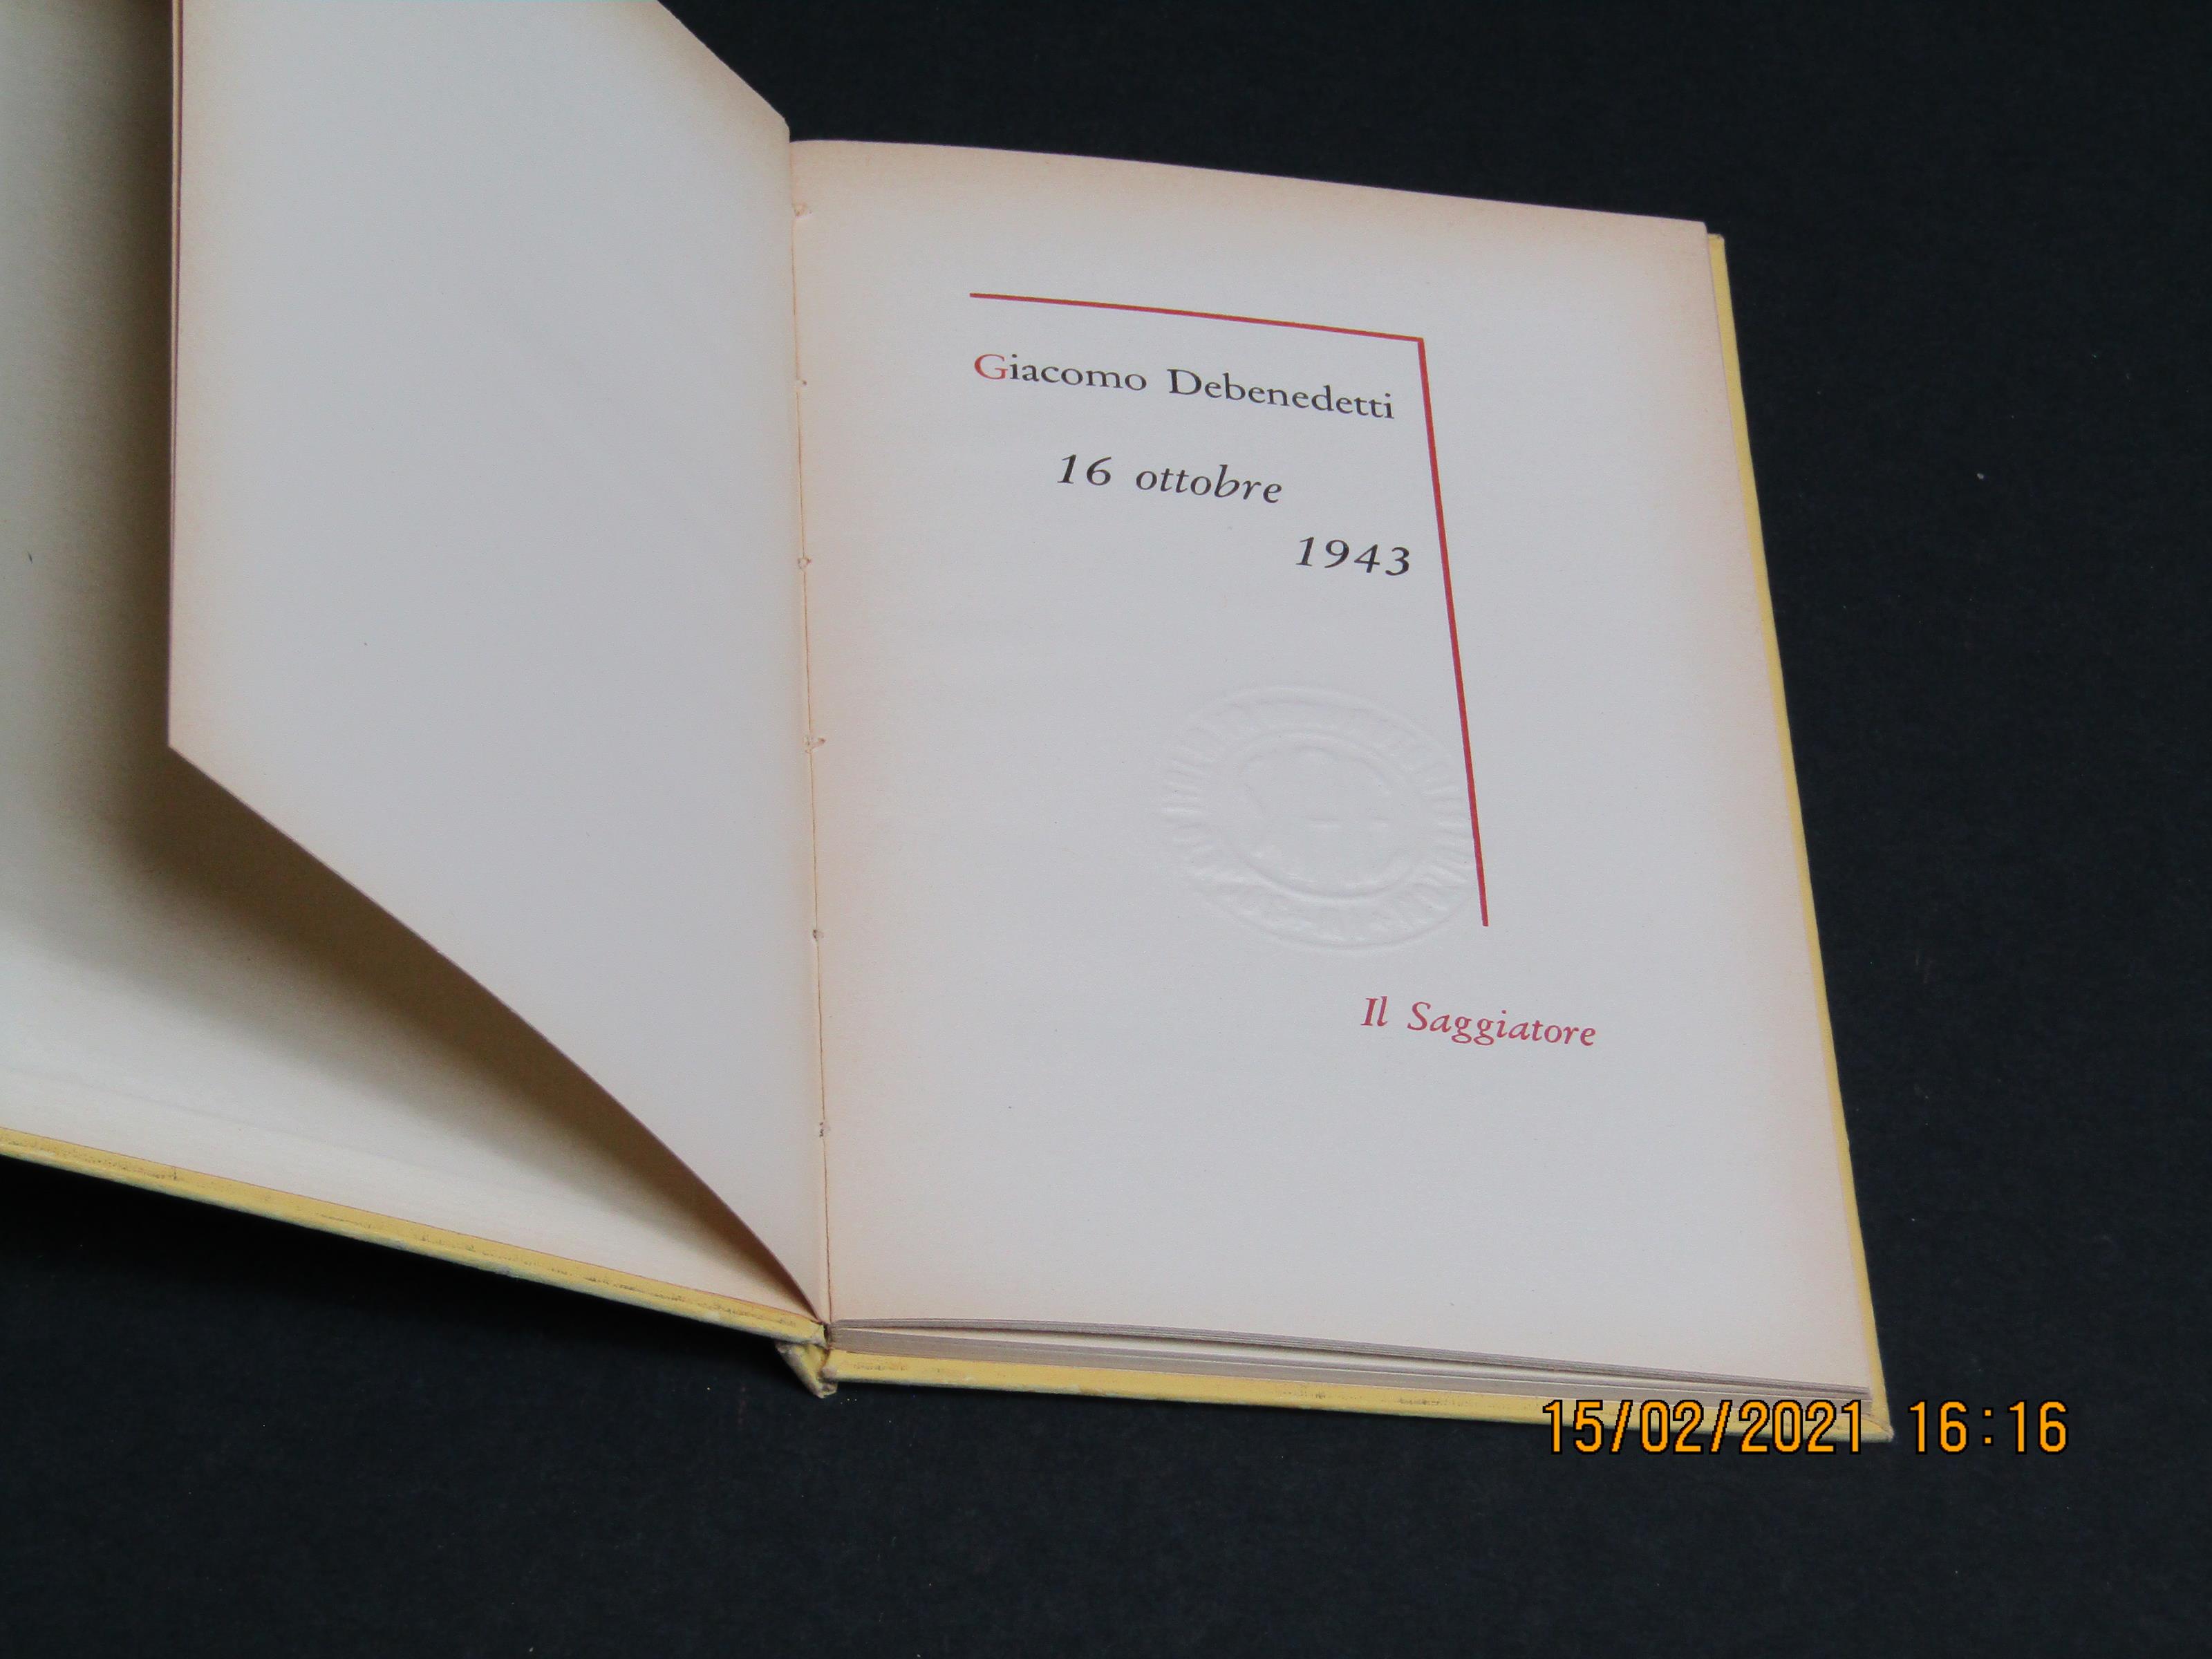 Giacomo Debenedetti
16 ottobre
1943
Il Saggiatore
15/02/2021 16:16